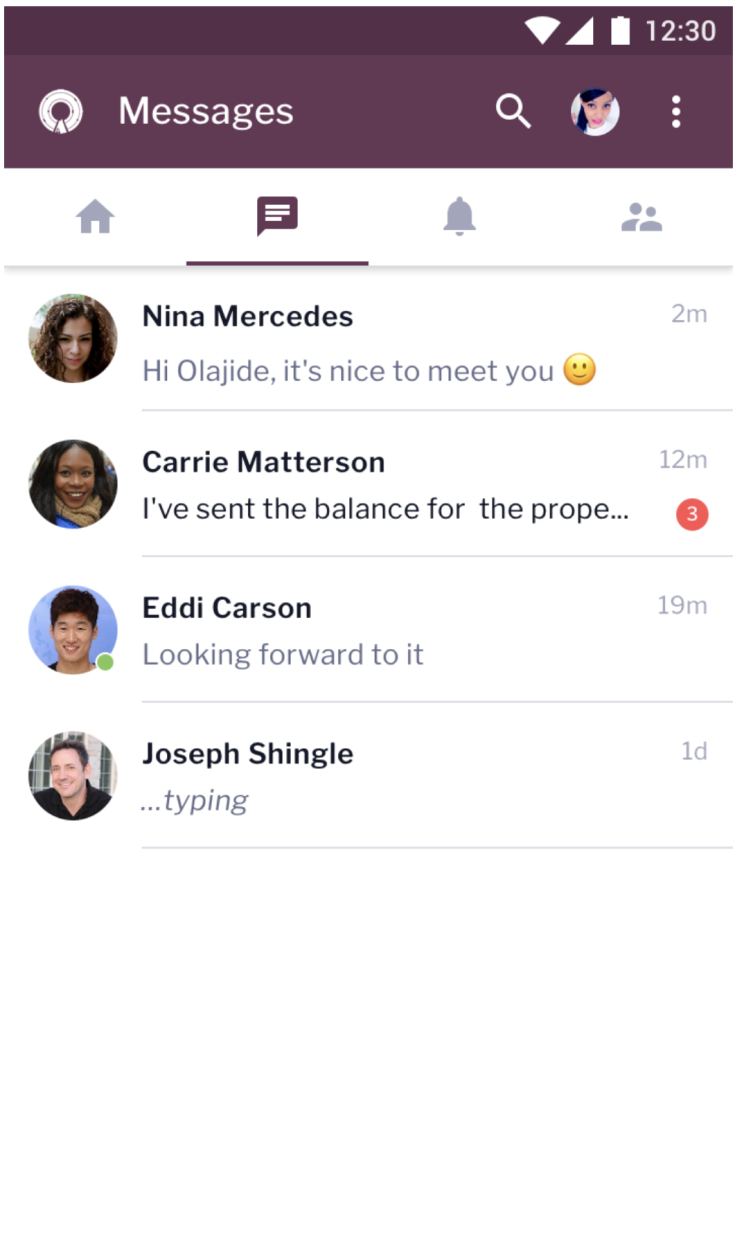 12:30
Messages
Nina Mercedes 2m
Hi Olajide, it's nice to meet you 🙂
Carrie Matterson 12m
I've sent the balance for  the prope... 3
Eddi Carson 19m
Looking forward to it
Joseph Shingle 1d
...typing